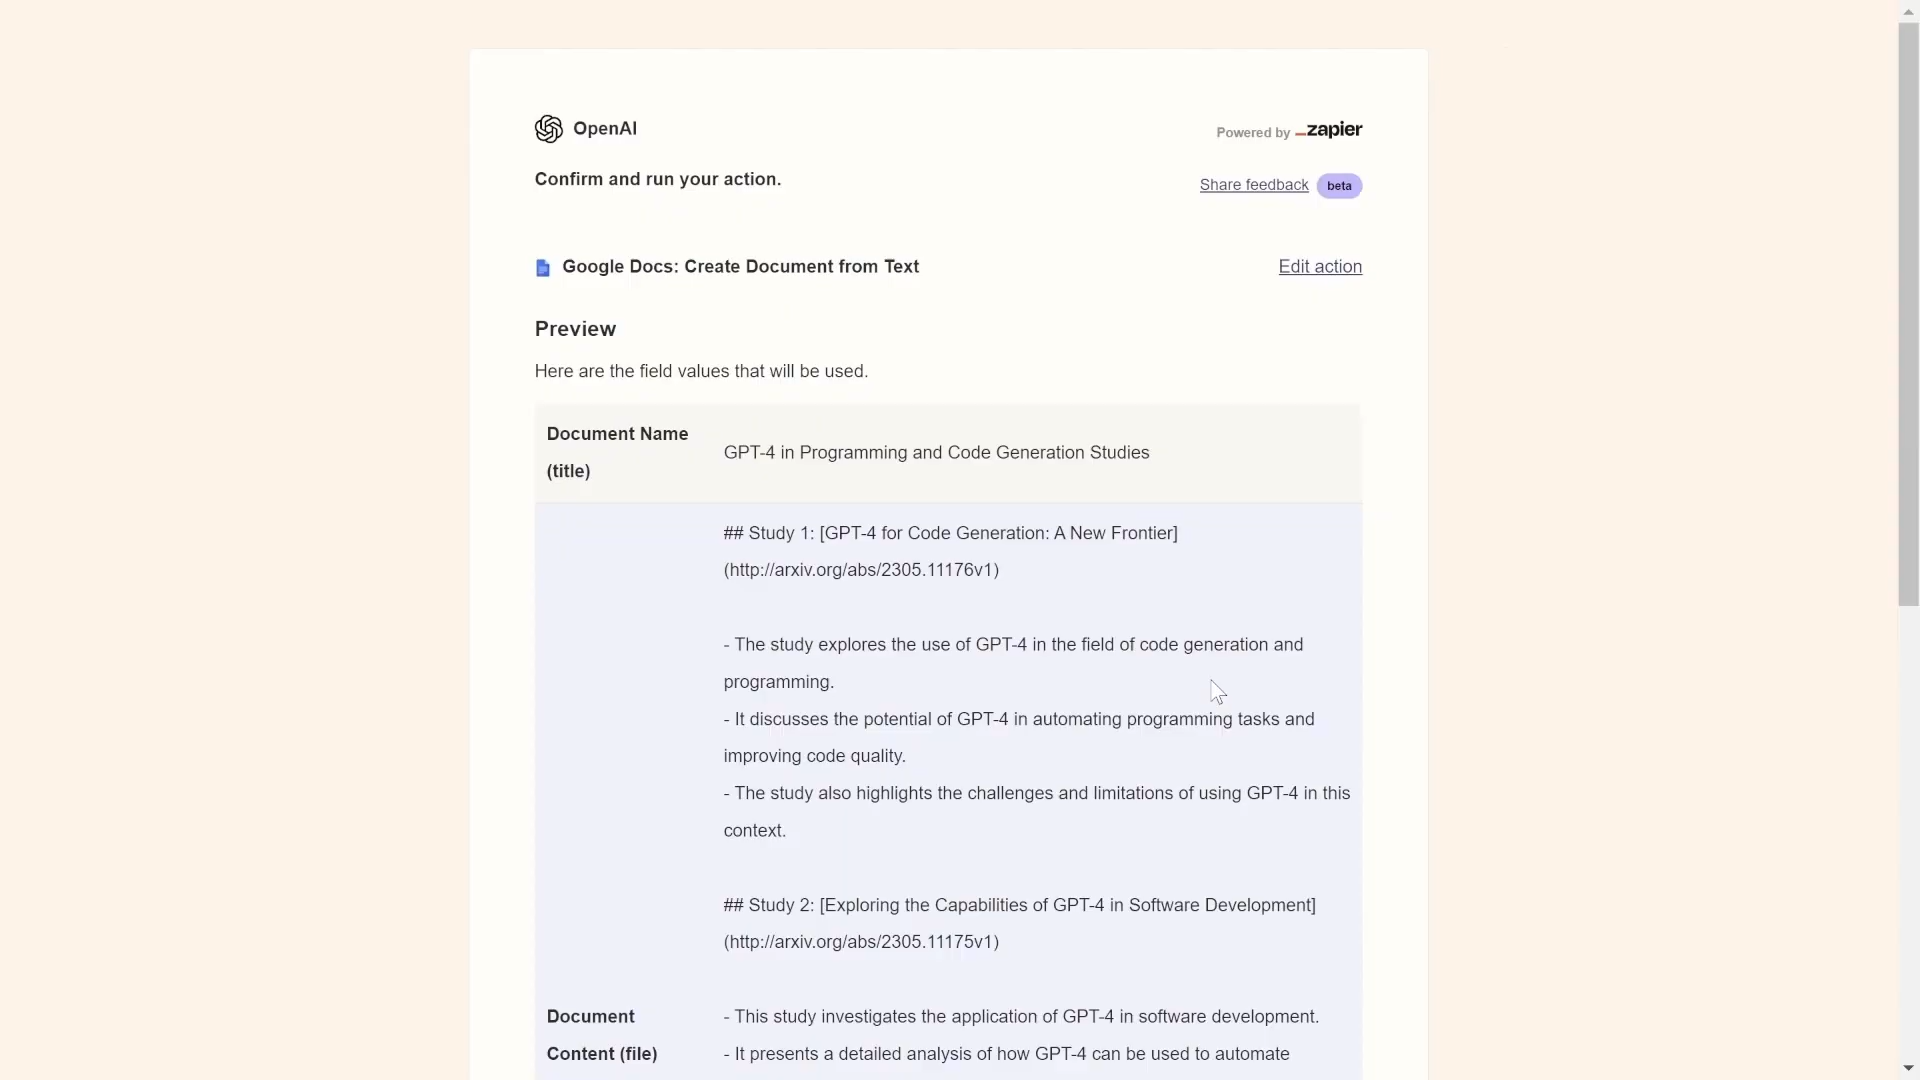 OpenAI
Powered by zapier
Confirm and run your action.
Share feedback beta
Google Docs: Create Document from Text
Edit action
Preview
Here are the field values that will be used.
Document Name
(title)
GPT-4 in Programming and Code Generation Studies
## Study 1: [GPT-4 for Code Generation: A New Frontier]
(http://arxiv.org/abs/2305.11176v1)
- The study explores the use of GPT-4 in the field of code generation and
programming.
- It discusses the potential of GPT-4 in automating programming tasks and
improving code quality.
- The study also highlights the challenges and limitations of using GPT-4 in this
context.
## Study 2: [Exploring the Capabilities of GPT-4 in Software Development]
(http://arxiv.org/abs/2305.11175v1)
Document
Content (file)
- This study investigates the application of GPT-4 in software development.
- It presents a detailed analysis of how GPT-4 can be used to automate